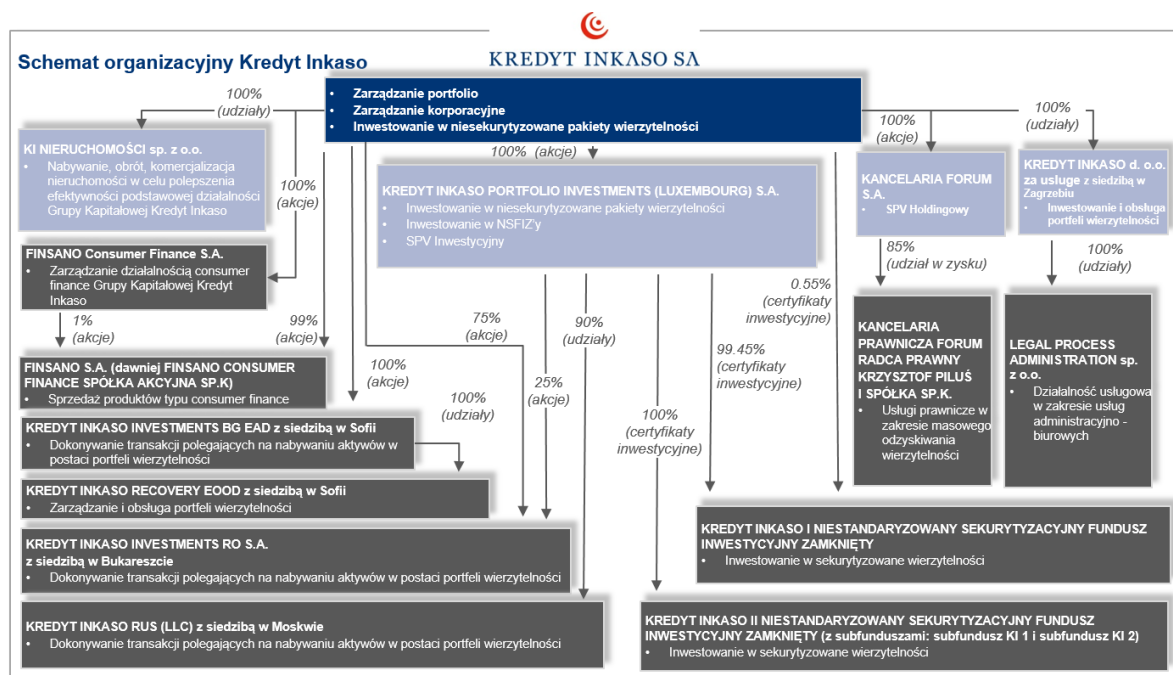 KREDYT INKASO SA
Schemat organizacyjny Kredyt Inkaso
• Zarządzanie portfolio
• Zarządzanie korporacyjne
• Inwestowanie w niesekurytyzowane pakiety wierzytelności
100%
(udziały)
100%
(akcje)
100%
(akcje)
100%
(udziały)
100%
(akcje)
KI NIERUCHOMOŚCI sp. z o.o.
• Nabywanie, obrót, komercjalizacja
nieruchomości w celu polepszenia
efektywności podstawowej działalności
Grupy Kapitałowej Kredyt Inkaso
KREDYT INKASO PORTFOLIO INVESTMENTS (LUXEMBOURG) S.A.
• Inwestowanie w niesekurytyzowane pakiety wierzytelności
• Inwestowanie w NSFIZ'y
• SPV Inwestycyjny
KANCELARIA FORUM
S.A.
• SPV Holdingowy
KREDYT INKASO d. o.o.
za usluge z siedzibą w
Zagrzebiu
• Inwestowanie i obsługa
portfeli wierzytelności
FINSANO Consumer Finance S.A.
• Zarządzanie działalnością consumer
finance Grupy Kapitałowej Kredyt
Inkaso
85%
(udział w zysku)
100%
(udziały)
1%
(akcje)
99%
(akcje)
75%
(akcje)
90%
(udziały)
0.55%
(certyfikaty
inwestycyjne)
99.45%
(certyfikaty
inwestycyjne)
KANCELARIA
PRAWNICZA FORUM
RADCA PRAWNY
KRZYSZTOF PILUŚ
I SPÓŁKA SP.K.
• Usługi prawnicze w
zakresie masowego
odzyskiwania
wierzytelności
LEGAL PROCESS
ADMINISTRATION sp.
z o.o.
• Działalność usługowa
w zakresie usług
administracyjno -
biurowych
FINSANO S.A. (dawniej FINSANO CONSUMER
FINANCE SPÓŁKA AKCYJNA SP.K)
• Sprzedaż produktów typu consumer finance
100%
(akcje)
100%
(udziały)
25%
(akcje)
100%
(certyfikaty
inwestycyjne)
KREDYT INKASO INVESTMENTS BG EAD z siedzibą w Sofii
• Dokonywanie transakcji polegających na nabywaniu aktywów w
postaci portfeli wierzytelności
KREDYT INKASO RECOVERY EOOD z siedzibą w Sofii
• Zarządzanie i obsługa portfeli wierzytelności
KREDYT INKASO INVESTMENTS RO S.A.
z siedzibą w Bukareszcie
• Dokonywanie transakcji polegających na nabywaniu aktywów w postaci portfeli wierzytelności
KREDYT INKASO I NIESTANDARYZOWANY SEKURYTYZACYJNY FUNDUSZ
INWESTYCYJNY ZAMKNIĘTY
• Inwestowanie w sekurytyzowane wierzytelności
KREDYT INKASO RUS (LLC) z siedzibą w Moskwie
• Dokonywanie transakcji polegających na nabywaniu aktywów w postaci portfeli wierzytelności
KREDYT INKASO II NIESTANDARYZOWANY SEKURYTYZACYJNY FUNDUSZ
INWESTYCYJNY ZAMKNIĘTY (z subfunduszami: subfundusz KI 1 i subfundusz KI 2)
• Inwestowanie w sekurytyzowane wierzytelności